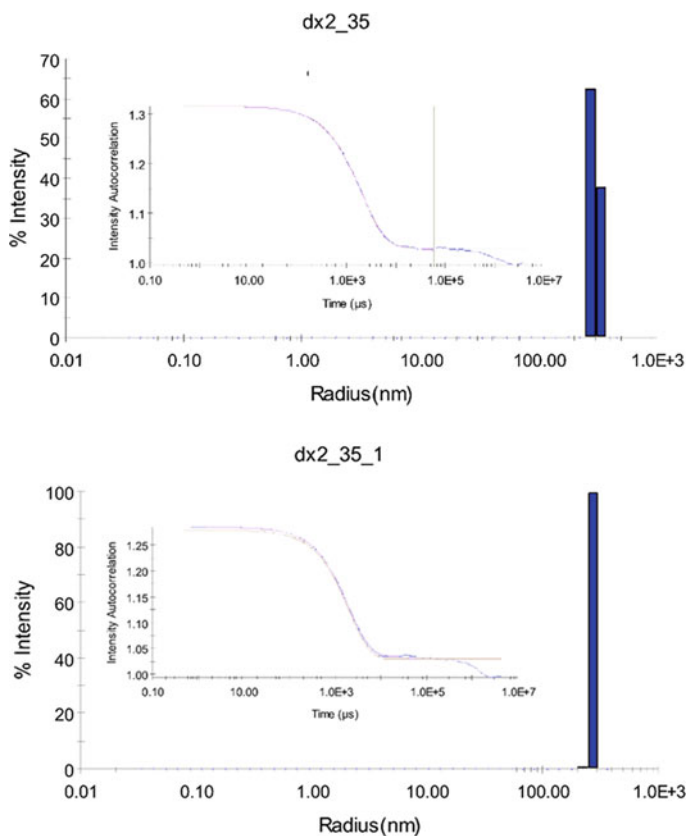 dx2_35
70
60
50
40
30
20
10
0
% Intensity
1.3
1.2
1.1
1.0
Intensity Autocorrelation
0.10 10.00 1.0E+3 1.0E+5 1.0E+7
Time (µs)
0.01 0.10 1.00 10.00 100.00 1.0E+3
Radius(nm)
dx2_35_1
100
80
60
40
20
0
% Intensity
1.25
1.20
1.15
1.10
1.05
1.00
Intensity Autocorrelation
0.10 10.00 1.0E+3 1.0E+5 1.0E+7
Time (µs)
0.01 0.10 1.00 10.00 100.00 1.0E+3
Radius(nm)